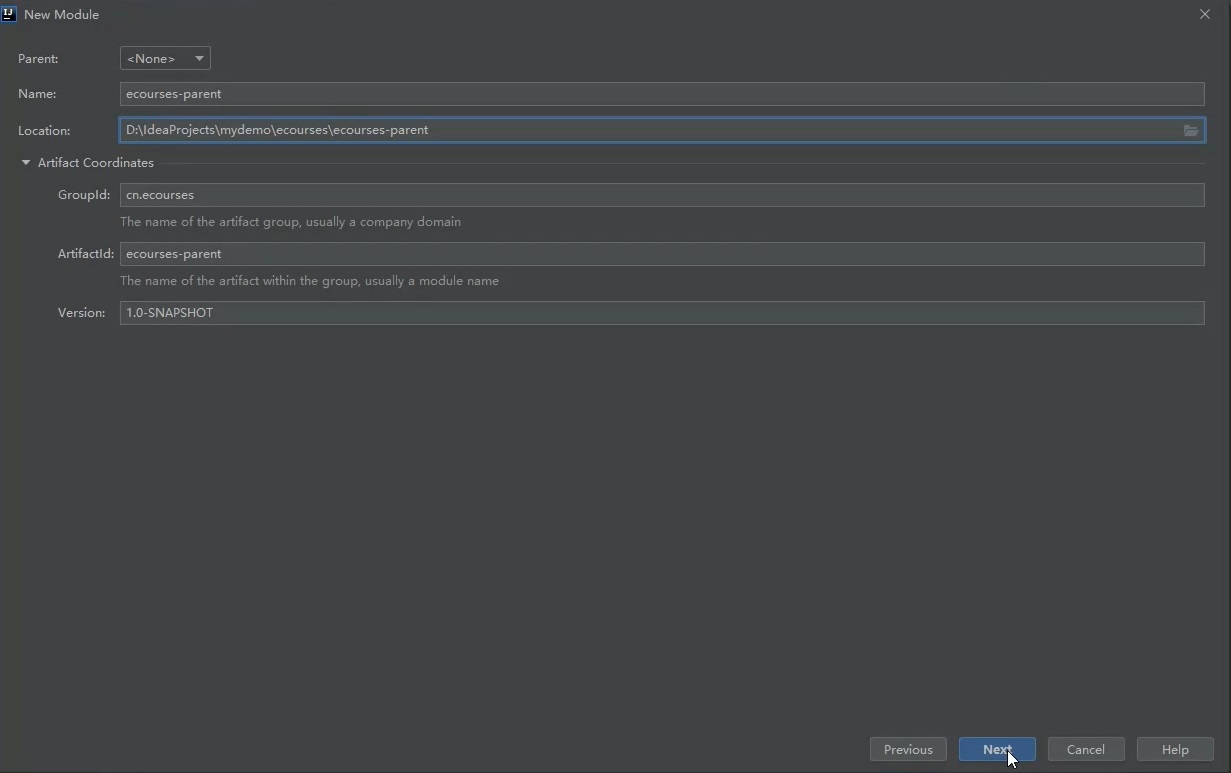 New Module
Parent: <None>
Name: ecourses-parent
Location: D:\IdeaProjects\mydemo\ecourses\ecourses-parent
Artifact Coordinates
GroupId: cn.ecourses
The name of the artifact group, usually a company domain
ArtifactId: ecourses-parent
The name of the artifact within the group, usually a module name
Version: 1.0-SNAPSHOT
Previous Next Cancel Help